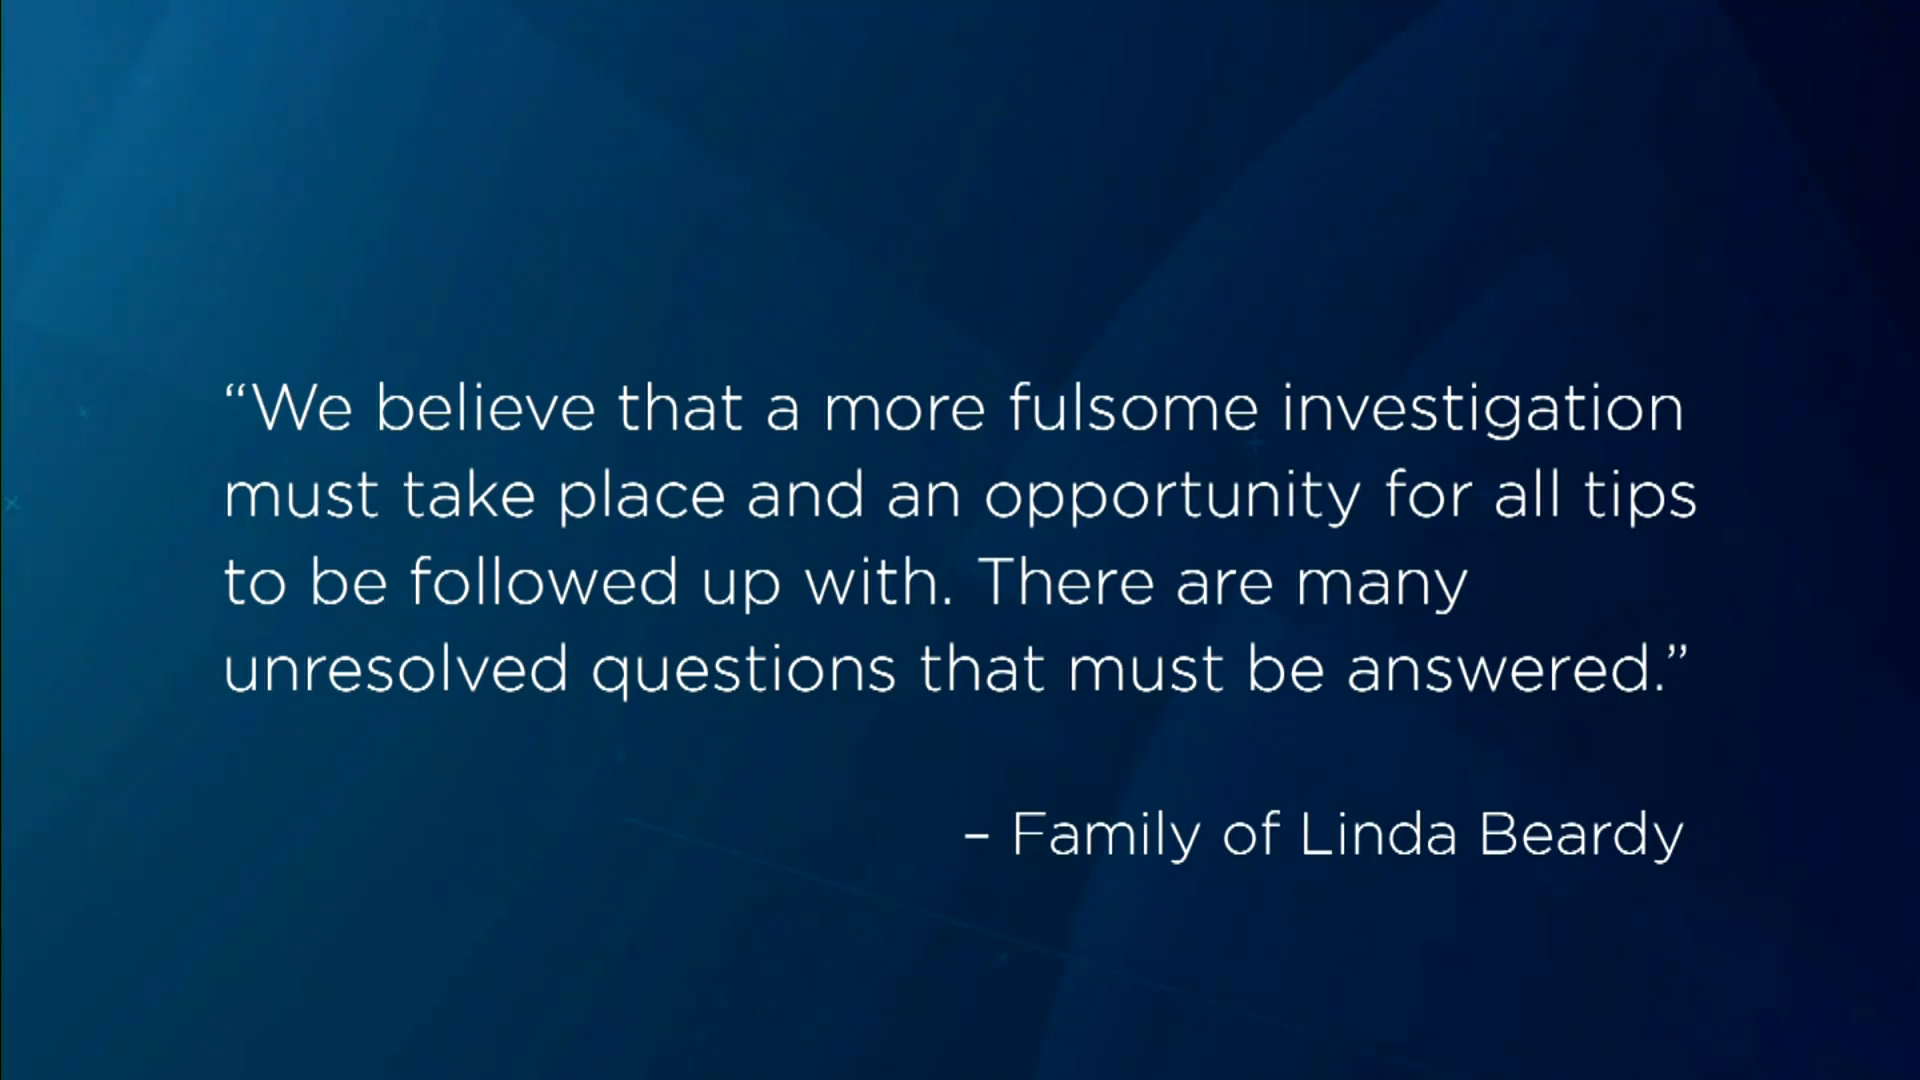 “We believe that a more fulsome investigation
must take place and an opportunity for all tips
to be followed up with. There are many
unresolved questions that must be answered.”
– Family of Linda Beardy